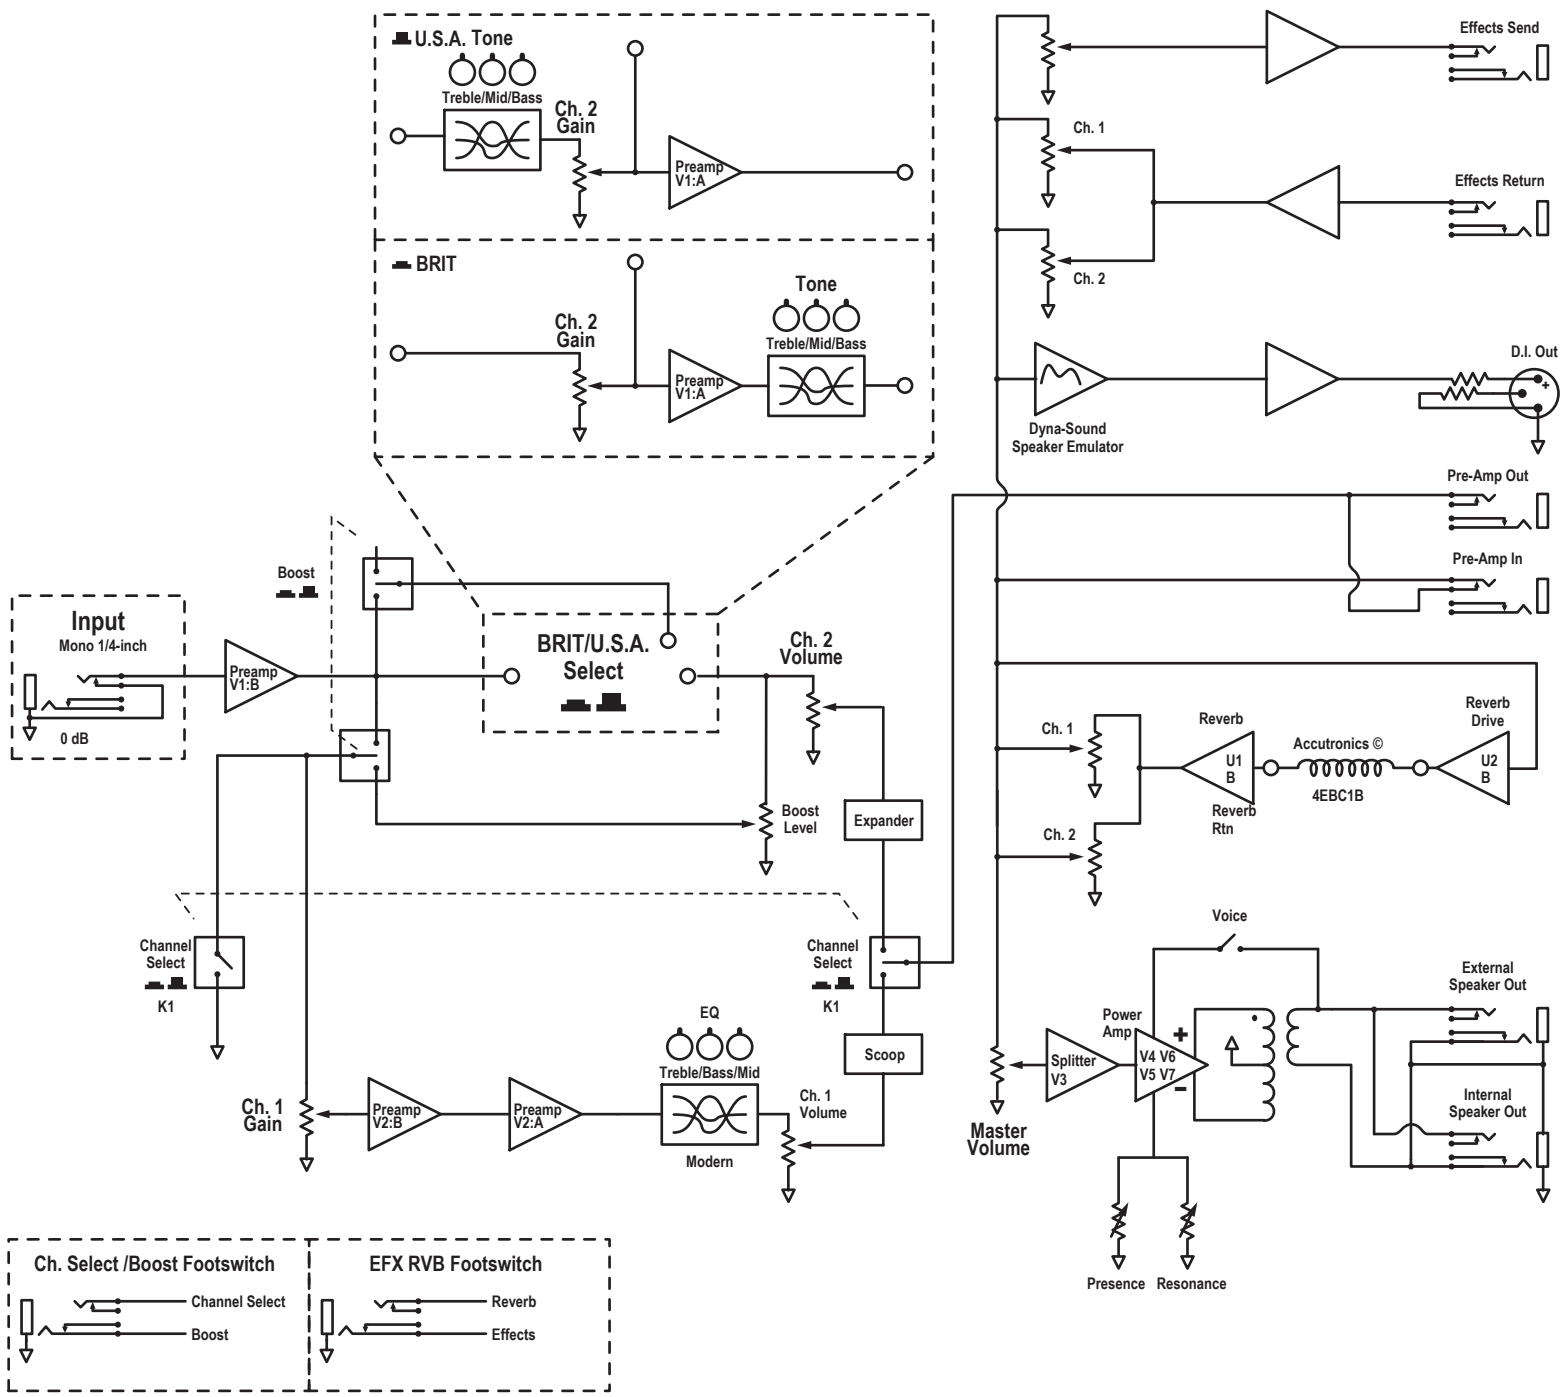 U.S.A. Tone
Treble/Mid/Bass
Ch. 2
Gain
Preamp
V1:A
BRIT
Ch. 2
Gain
Preamp
V1:A
Tone
Treble/Mid/Bass
Effects Send
Ch. 1
Effects Return
Ch. 2
D.I. Out
+
Dyna-Sound
Speaker Emulator
Pre-Amp Out
Pre-Amp In
Boost
Input
Mono 1/4-inch
0 dB
Preamp
V1:B
BRIT/U.S.A.
Select
Ch. 2
Volume
Boost
Level
Expander
Ch. 1
Reverb
U1
B
Reverb
Rtn
Accutronics ©
4EBC1B
Reverb
Drive
U2
B
Ch. 2
Channel
Select
K1
Channel
Select
K1
Scoop
Ch. 1
Gain
Preamp
V2:B
Preamp
V2:A
EQ
Treble/Bass/Mid
Modern
Ch. 1
Volume
Voice
Power
Amp
+
V4 V6
V5 V7
–
Splitter
V3
Master
Volume
External
Speaker Out
Internal
Speaker Out
Presence
Resonance
Ch. Select /Boost Footswitch
Channel Select
Boost
EFX RVB Footswitch
Reverb
Effects